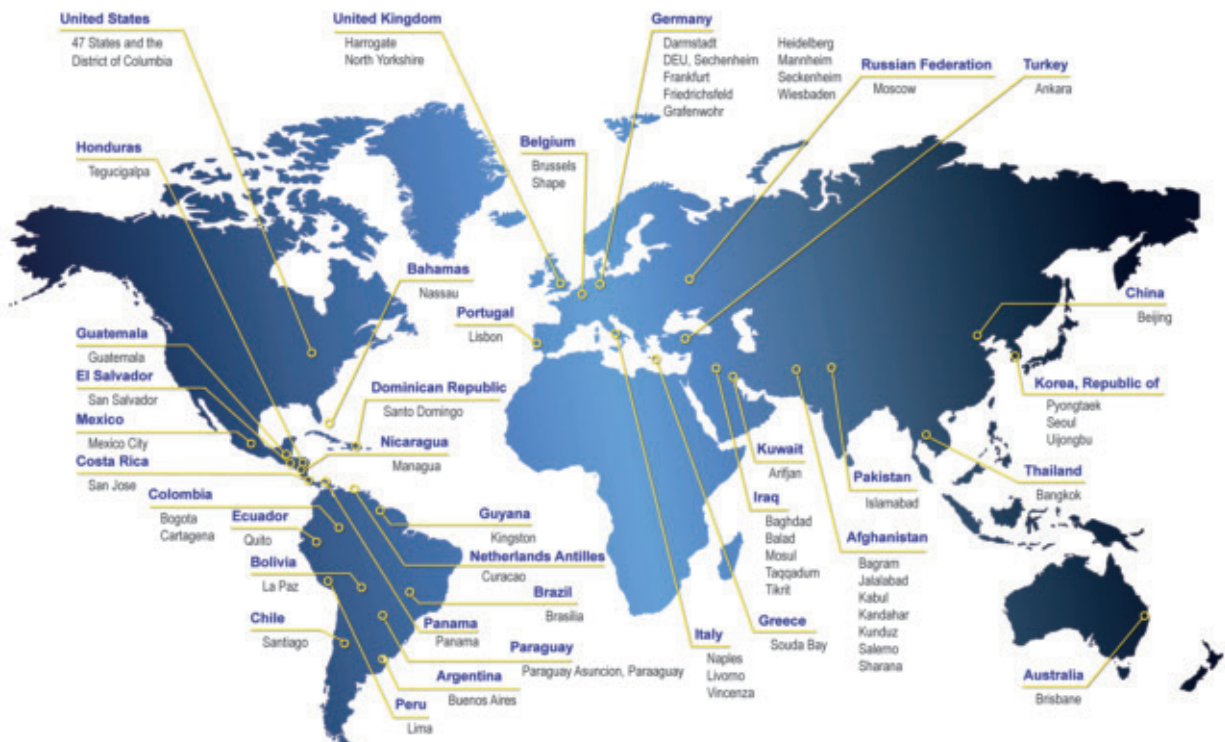 United States
47 States and the
District of Columbia
United Kingdom
Harrogate
North Yorkshire
Germany
Darmstadt
DEU, Sechenheim
Frankfurt
Friedrichsfeld
Grafenwohr
Heidelberg
Mannheim
Seckenheim
Wiesbaden
Russian Federation
Moscow
Turkey
Ankara
Honduras
Tegucigalpa
Belgium
Brussels
Shape
Bahamas
Nassau
Portugal
Lisbon
China
Beijing
Guatemala
Guatemala
El Salvador
San Salvador
Mexico
Mexico City
Costa Rica
San Jose
Dominican Republic
Santo Domingo
Nicaragua
Managua
Korea, Republic of
Pyongtaek
Seoul
Uijongbu
Kuwait
Arifjan
Thailand
Bangkok
Pakistan
Islamabad
Iraq
Baghdad
Balad
Mosul
Taqqadum
Tikrit
Afghanistan
Bagram
Jalalabad
Kabul
Kandahar
Kunduz
Salerno
Sharana
Colombia
Bogota
Cartagena
Ecuador
Quito
Guyana
Kingston
Netherlands Antilles
Curacao
Bolivia
La Paz
Brazil
Brasilia
Chile
Santiago
Panama
Panama
Paraguay
Paraguay Asuncion, Paraaguay
Argentina
Buenos Aires
Peru
Lima
Italy
Naples
Livorno
Vincenza
Greece
Souda Bay
Australia
Brisbane